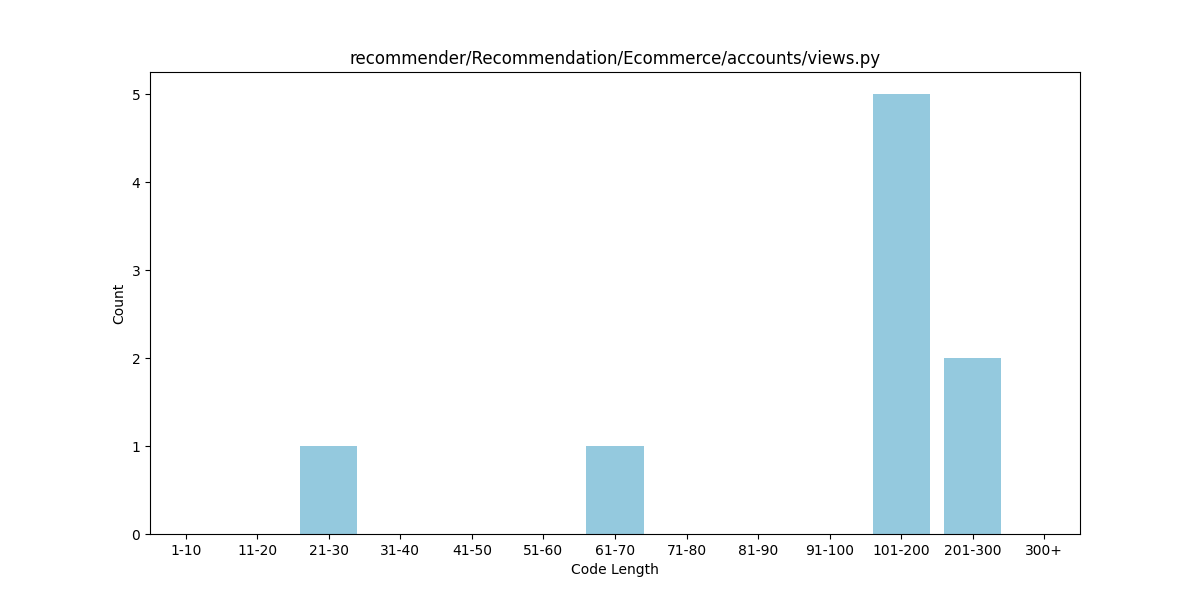 recommender/Recommendation/Ecommerce/accounts/views.py
5
4
3
2
1
0
Count
1-10 11-20 21-30 31-40 41-50 51-60 61-70 71-80 81-90 91-100 101-200 201-300 300+
Code Length